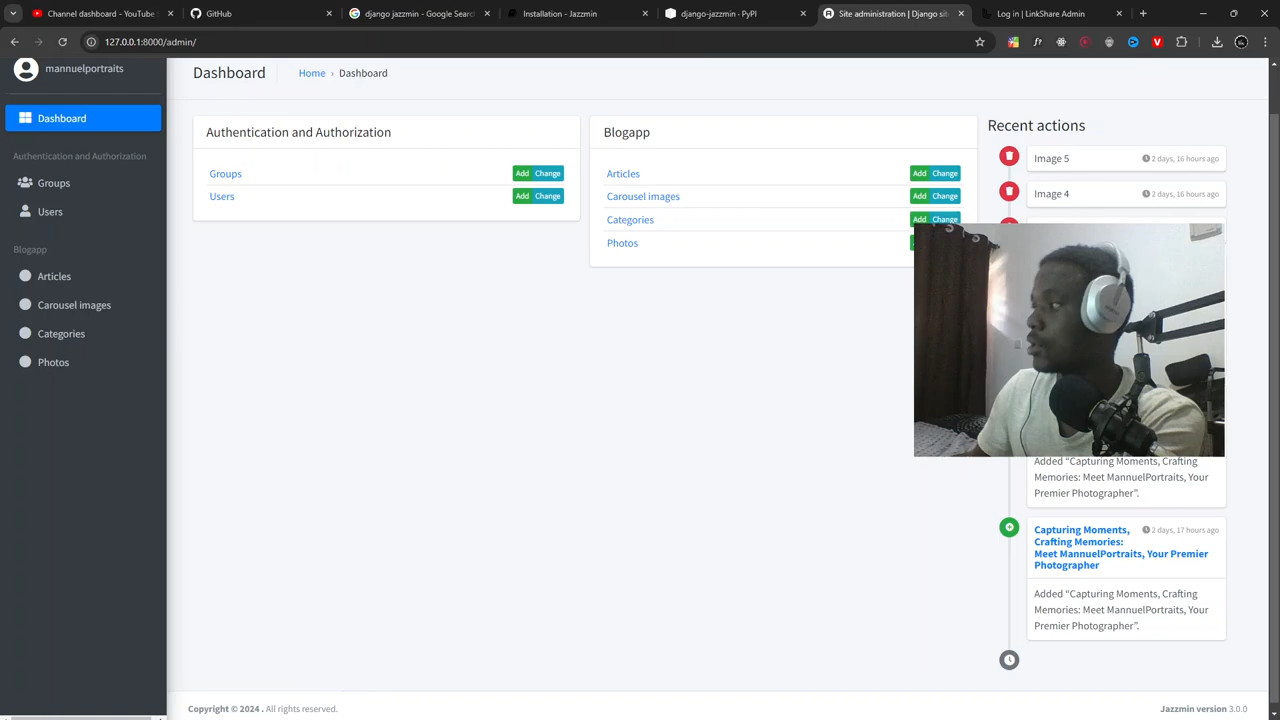 Channel dashboard - YouTube
GitHub
django jazzmin - Google Searc
Installation - Jazzmin
django-jazzmin · PyPI
Site administration | Django sit
Log in | LinkShare Admin
127.0.0.1:8000/admin/
mannuelportraits
Dashboard
Home › Dashboard
Dashboard
Authentication and Authorization
Groups
Users
Blogapp
Articles
Carousel images
Categories
Photos
Authentication and Authorization
Groups Add Change
Users Add Change
Blogapp
Articles Add Change
Carousel images Add Change
Categories Add Change
Photos
Recent actions
Image 5 2 days, 16 hours ago
Image 4 2 days, 16 hours ago
Added “Capturing Moments, Crafting
Memories: Meet MannuelPortraits, Your
Premier Photographer”.
Capturing Moments, 2 days, 17 hours ago
Crafting Memories:
Meet MannuelPortraits, Your Premier
Photographer
Added “Capturing Moments, Crafting
Memories: Meet MannuelPortraits, Your
Premier Photographer”.
Copyright © 2024 . All rights reserved.
Jazzmin version 3.0.0